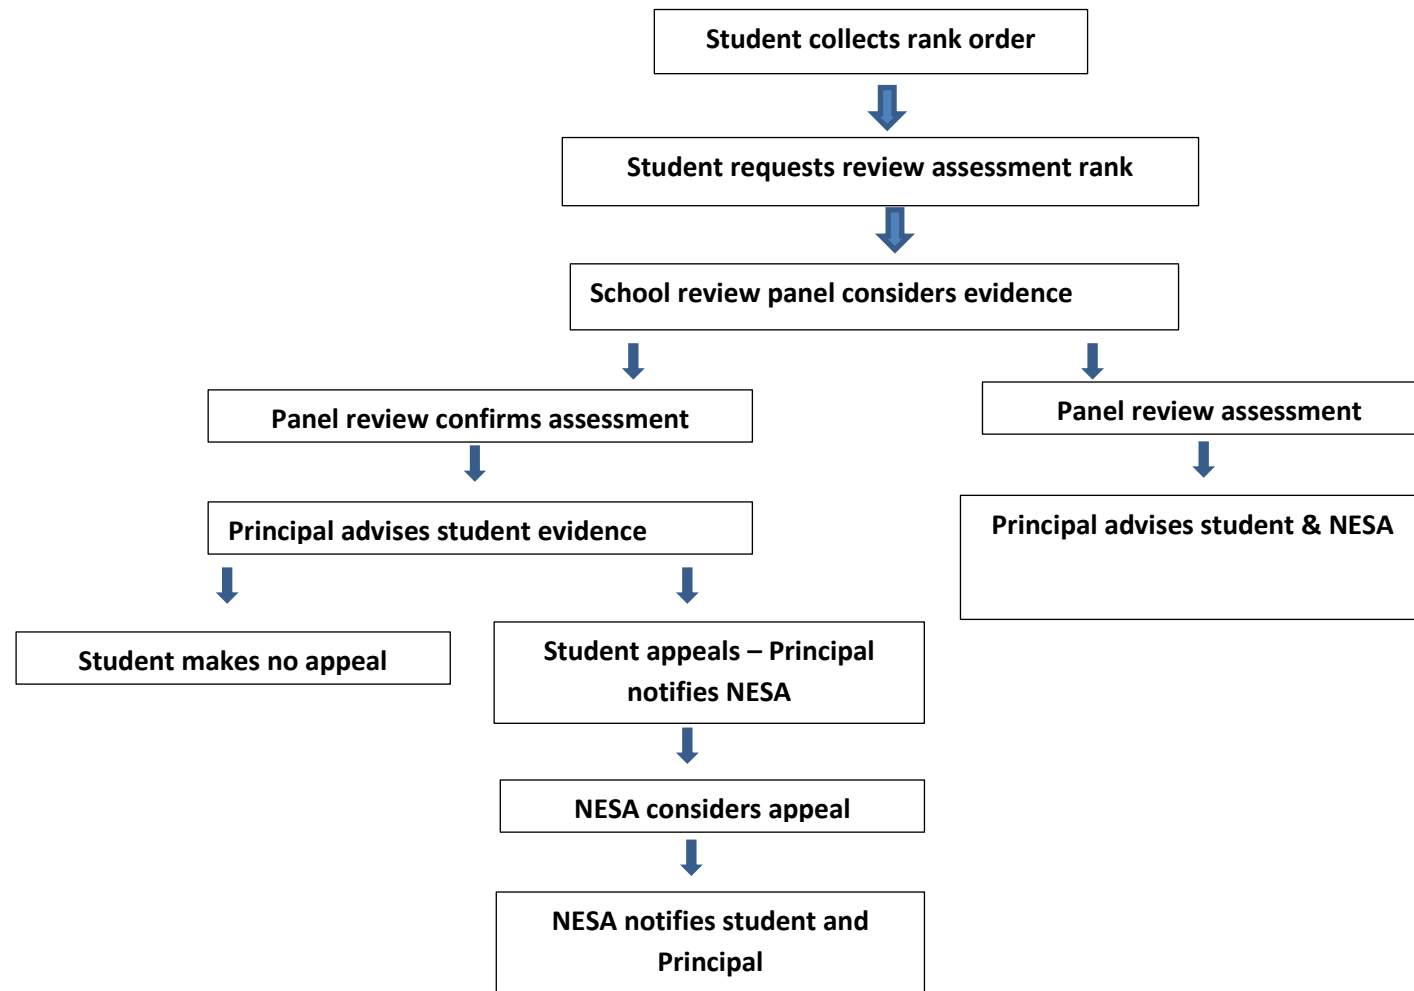 Student collects rank order
Student requests review assessment rank
School review panel considers evidence
Panel review confirms assessment
Panel review assessment
Principal advises student evidence
Principal advises student & NESA
Student makes no appeal
Student appeals – Principal
notifies NESA
NESA considers appeal
NESA notifies student and
Principal